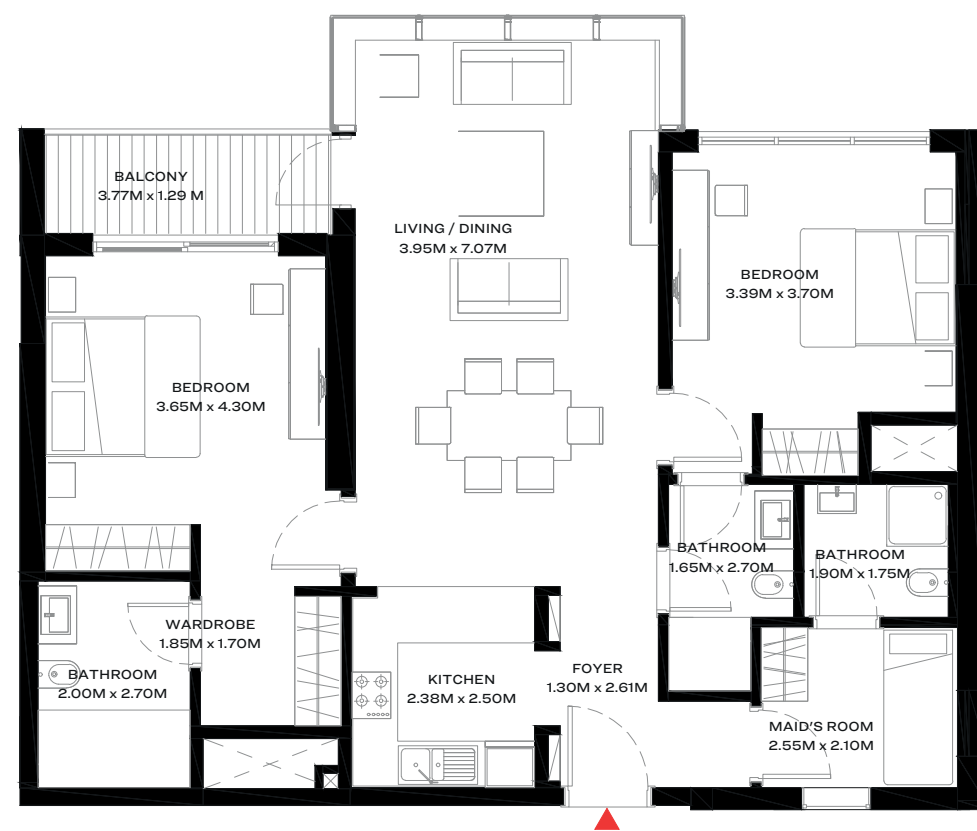 BALCONY
3.77M x 1.29 M
LIVING / DINING
3.95M x 7.07M
BEDROOM
3.39M x 3.70M
BEDROOM
3.65M x 4.30M
BATHROOM
1.65M x 2.70M
BATHROOM
1.90M x 1.75M
WARDROBE
1.85M x 1.70M
BATHROOM
2.00M x 2.70M
KITCHEN
2.38M x 2.50M
FOYER
1.30M x 2.61M
MAID'S ROOM
2.55M x 2.10M